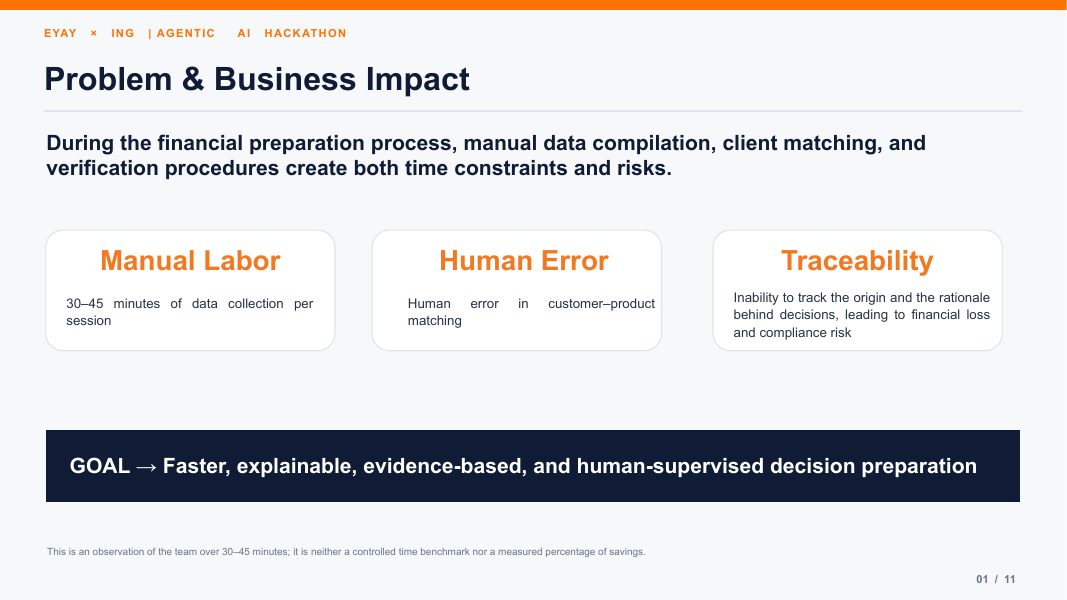 EYAY × ING | AGENTIC AI HACKATHON
Problem & Business Impact
During the financial preparation process, manual data compilation, client matching, and
verification procedures create both time constraints and risks.
Manual Labor
30–45 minutes of data collection per
session
Human Error
Human error in customer–product
matching
Traceability
Inability to track the origin and the rationale
behind decisions, leading to financial loss
and compliance risk
GOAL → Faster, explainable, evidence-based, and human-supervised decision preparation
This is an observation of the team over 30–45 minutes; it is neither a controlled time benchmark nor a measured percentage of savings.
01 / 11